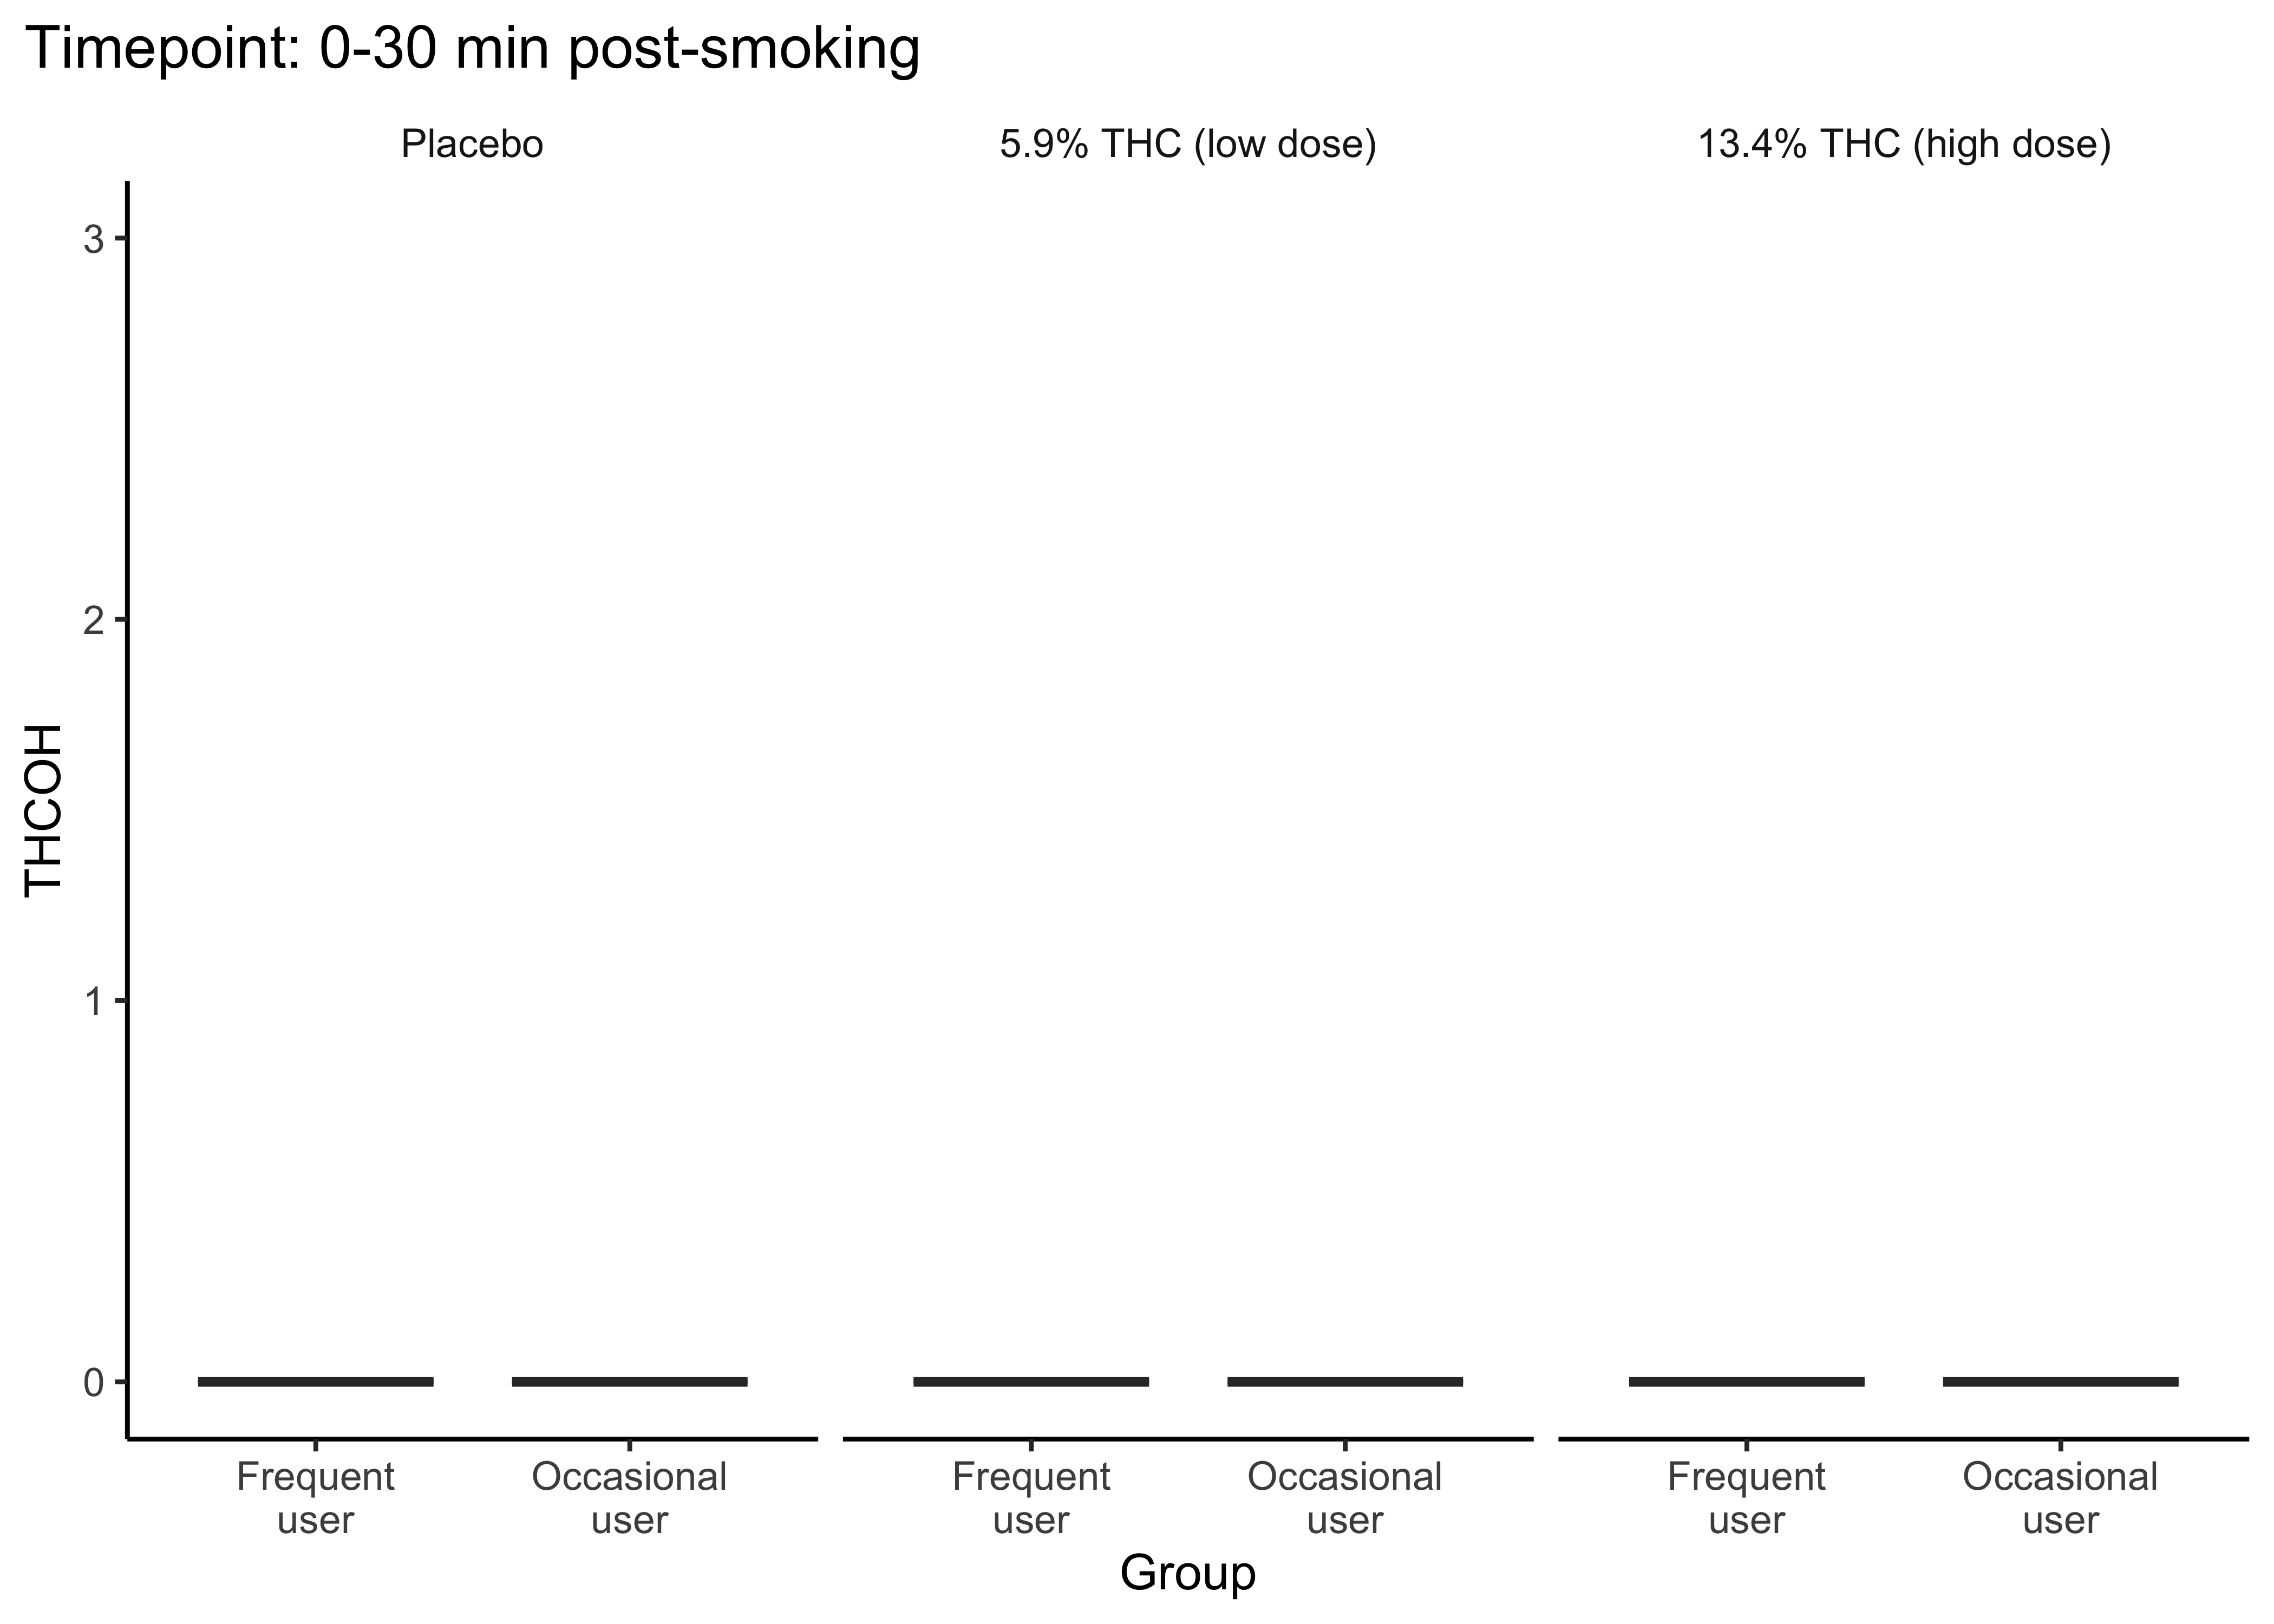 Timepoint: 0-30 min post-smoking
Placebo
5.9% THC (low dose)
13.4% THC (high dose)
3
2
1
0
THCOH
Frequent
user
Occasional
user
Frequent
user
Occasional
user
Frequent
user
Occasional
user
Group